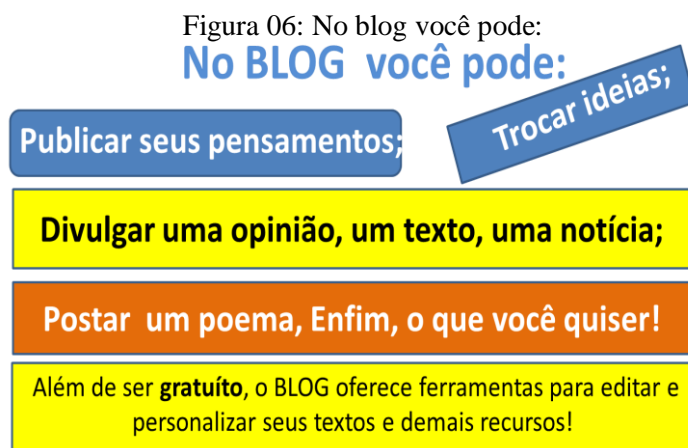 Figura 06: No blog você pode:
No BLOG você pode:
Publicar seus pensamentos;
Trocar ideias;
Divulgar uma opinião, um texto, uma notícia;
Postar um poema, Enfim, o que você quiser!
Além de ser gratuíto, o BLOG oferece ferramentas para editar e
personalizar seus textos e demais recursos!